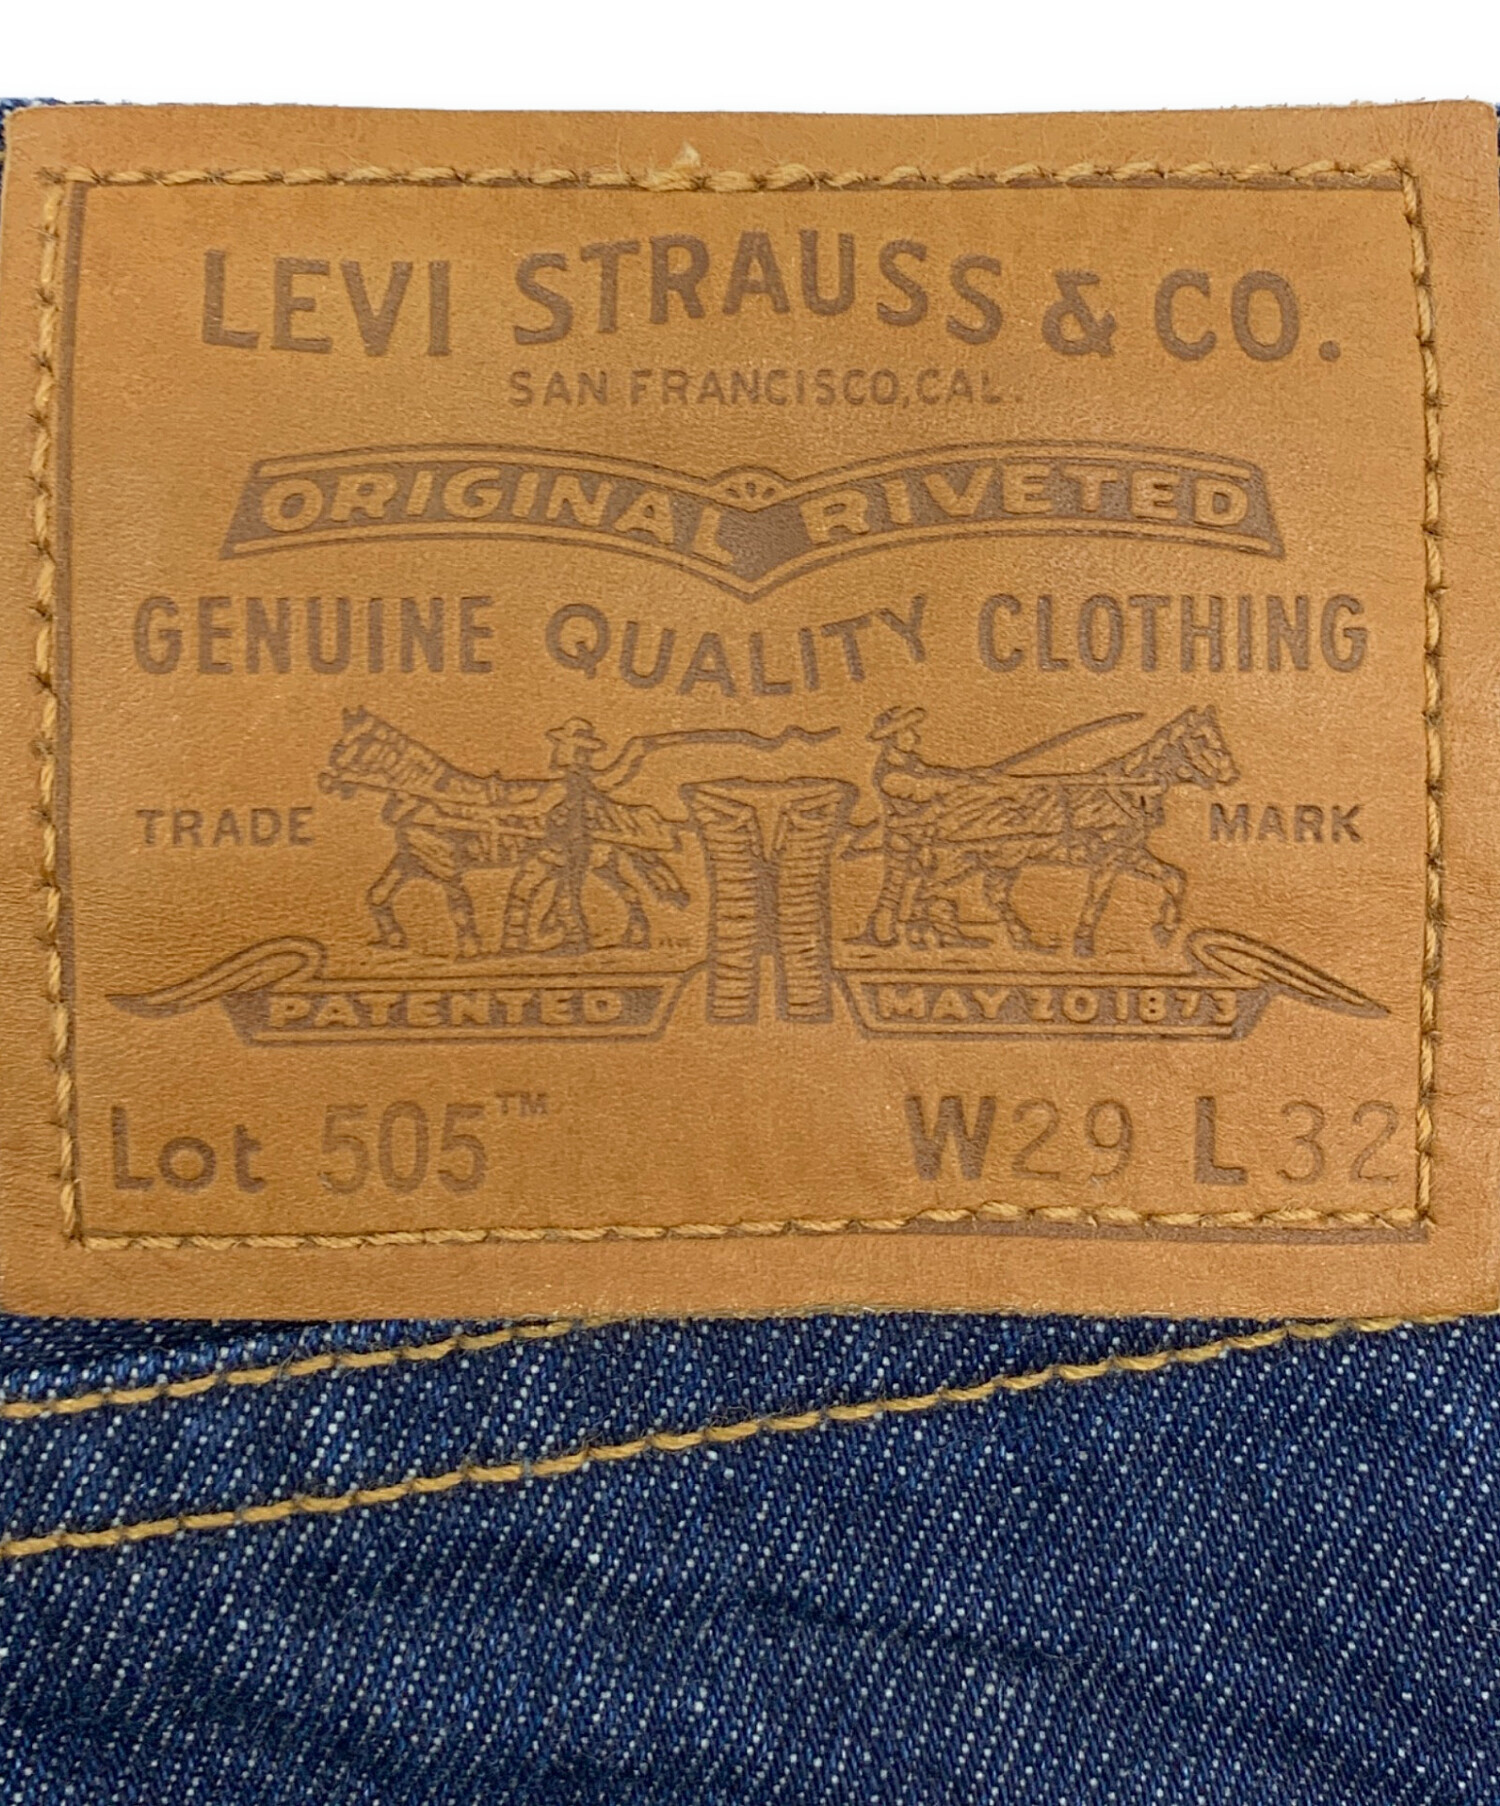 LEVI STRAUSS & CO.
SAN FRANCISCO, CAL.
ORIGINAL RIVETED
GENUINE QUALITY CLOTHING
TRADE MARK
PATENTED MAY 20 1873
Lot 505™ W29 L32